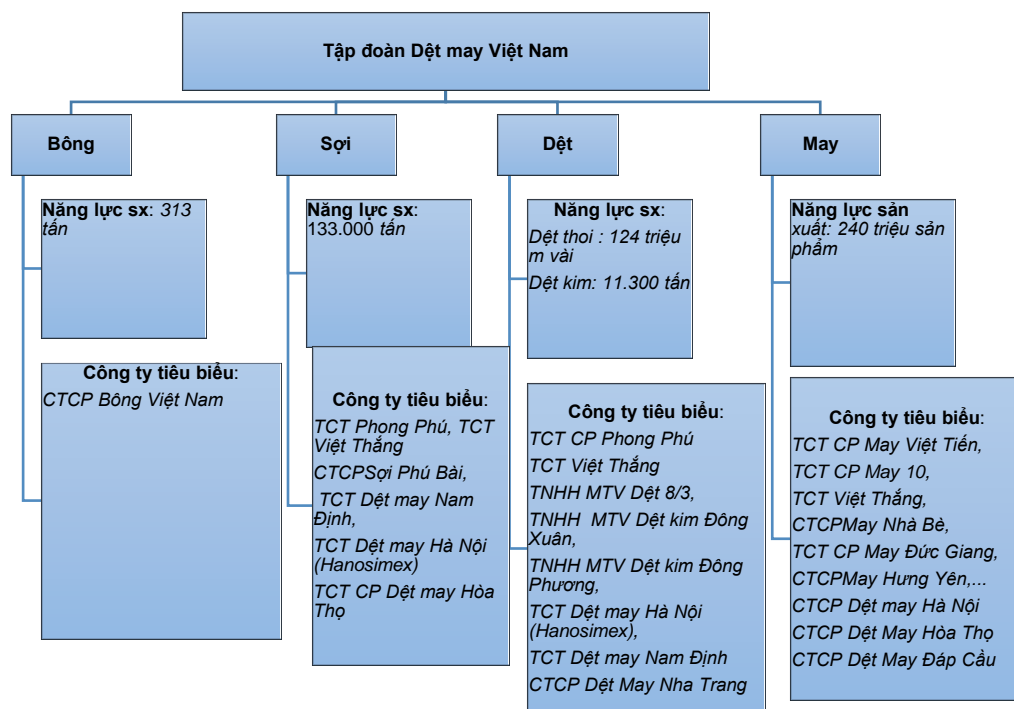 Tập đoàn Dệt may Việt Nam
Bông
Sợi
Dệt
May
Năng lực sx: 313
tấn
Năng lực sx:
133.000 tấn
Năng lực sx:
Dệt thoi : 124 triệu
m vài
Dệt kim: 11.300 tấn
Năng lực sản
xuất: 240 triệu sản
phẩm
Công ty tiêu biểu:
CTCP Bông Việt Nam
Công ty tiêu biểu:
TCT Phong Phú, TCT
Việt Thắng
CTCPSợi Phú Bài,
TCT Dệt may Nam
Định,
TCT Dệt may Hà Nội
(Hanosimex)
TCT CP Dệt may Hòa
Thọ
Công ty tiêu biểu:
TCT CP Phong Phú
TCT Việt Thắng
TNHH MTV Dệt 8/3,
TNHH MTV Dệt kim Đông
Xuân,
TNHH MTV Dệt kim Đông
Phương,
TCT Dệt may Hà Nội
(Hanosimex),
TCT Dệt may Nam Định
CTCP Dệt May Nha Trang
Công ty tiêu biểu:
TCT CP May Việt Tiến,
TCT CP May 10,
TCT Việt Thắng,
CTCPMay Nhà Bè,
TCT CP May Đức Giang,
CTCPMay Hưng Yên,...
CTCP Dệt may Hà Nội
CTCP Dệt May Hòa Thọ
CTCP Dệt May Đáp Cầu